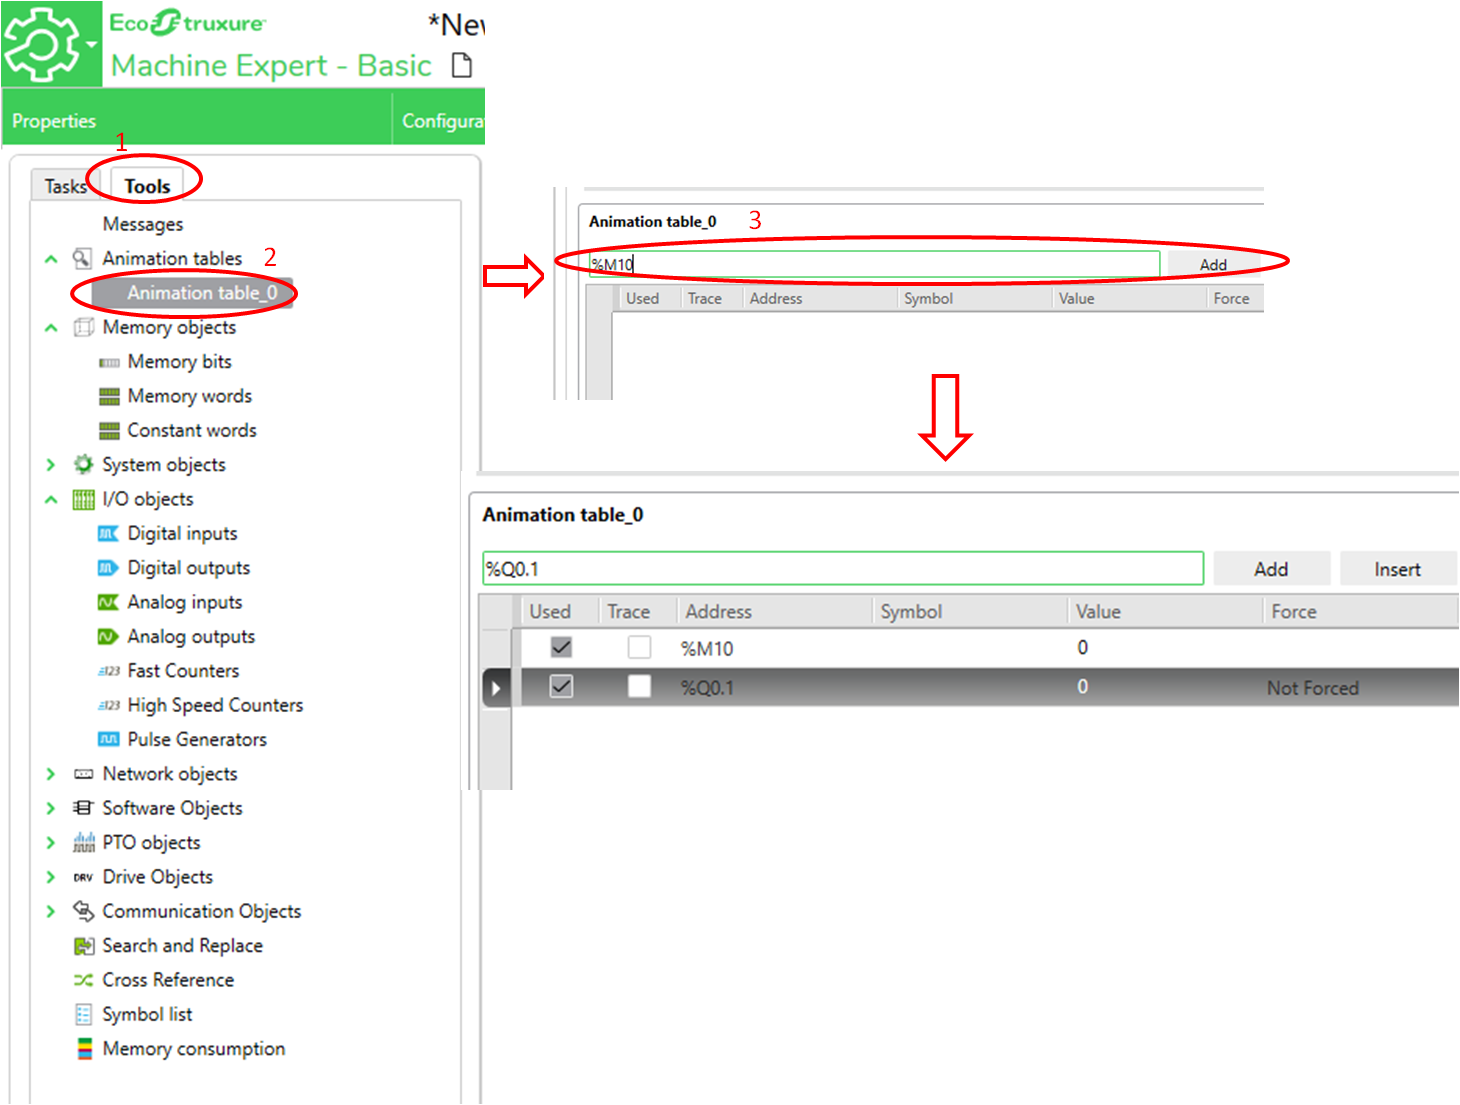 EcoStruxure
*Nev
Machine Expert - Basic
Properties
Configura
1
Tasks
Tools
Messages
Animation tables
2
Animation table_0
Memory objects
Memory bits
Memory words
Constant words
System objects
I/O objects
Digital inputs
Digital outputs
Analog inputs
Analog outputs
Fast Counters
High Speed Counters
Pulse Generators
Network objects
Software Objects
PTO objects
DRV Drive Objects
Communication Objects
Search and Replace
Cross Reference
Symbol list
Memory consumption
Animation table_0
3
%M10
Add
Used Trace Address Symbol Value Force
Animation table_0
%Q0.1
Add
Insert
Used Trace Address Symbol Value Force
%M10 0
%Q0.1 0 Not Forced